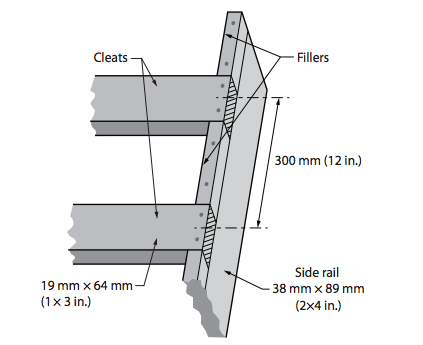 Cleats
Fillers
300 mm (12 in.)
19 mm × 64 mm
(1× 3 in.)
Side rail
38 mm × 89 mm
(2×4 in.)